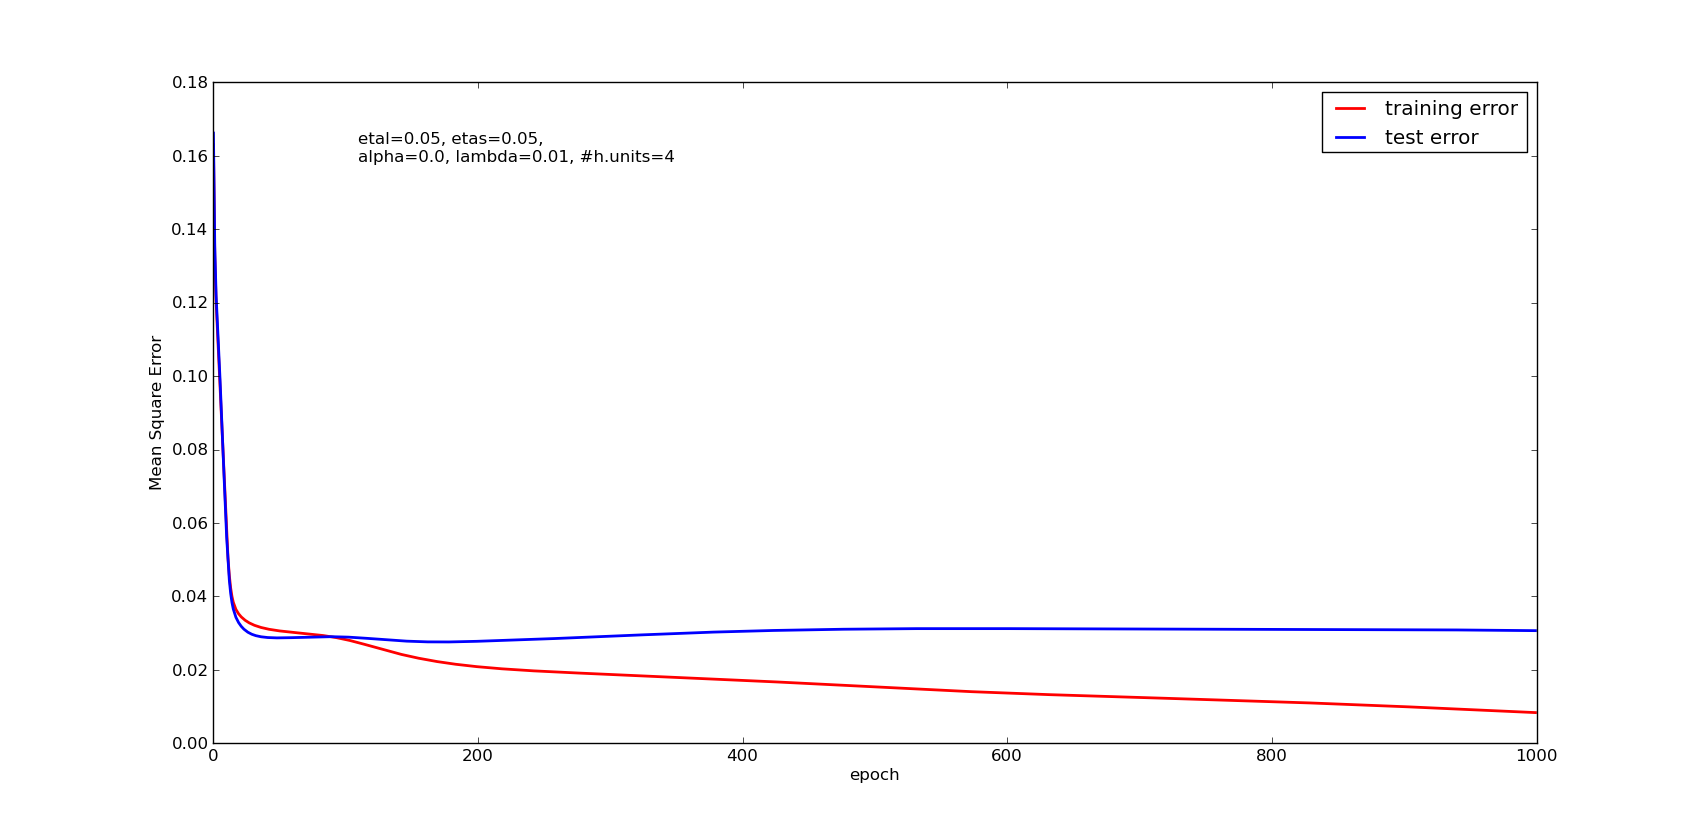 0.18
0.16
0.14
0.12
0.10
0.08
0.06
0.04
0.02
0.00
Mean Square Error
etal=0.05, etas=0.05,
alpha=0.0, lambda=0.01, #h.units=4
training error
test error
0 200 400 600 800 1000
epoch